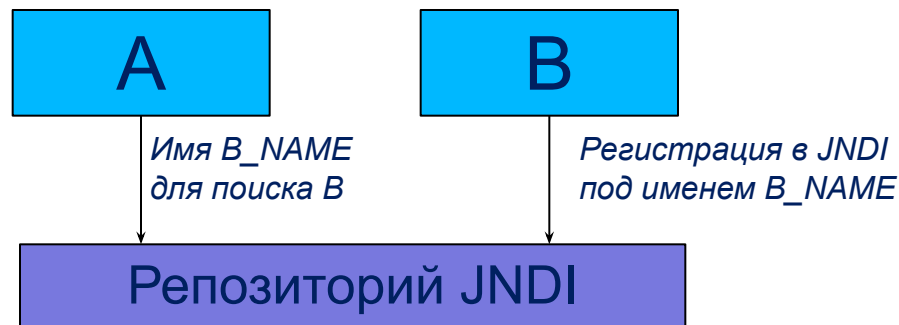 A
B
Имя B_NAME
для поиска B
Регистрация в JNDI
под именем B_NAME
Репозиторий JNDI